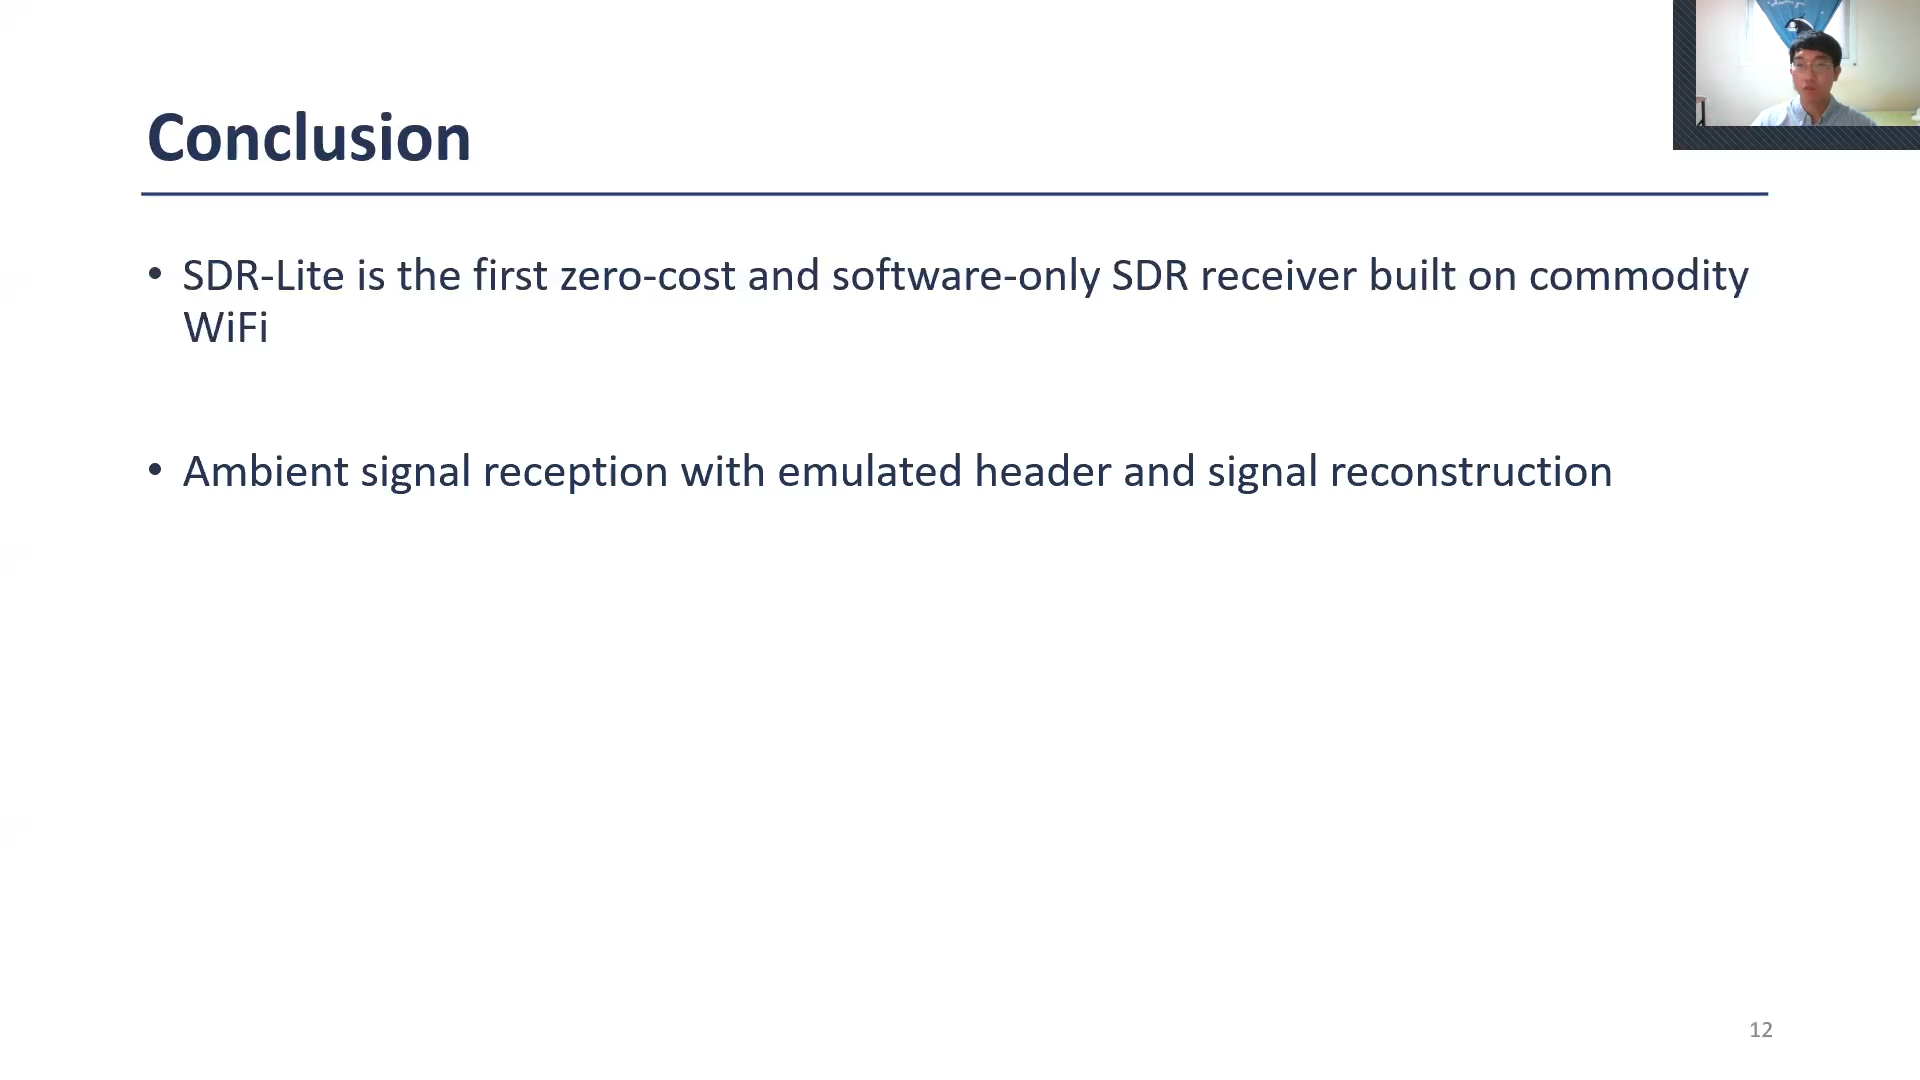 Conclusion
• SDR-Lite is the first zero-cost and software-only SDR receiver built on commodity
WiFi
• Ambient signal reception with emulated header and signal reconstruction
12